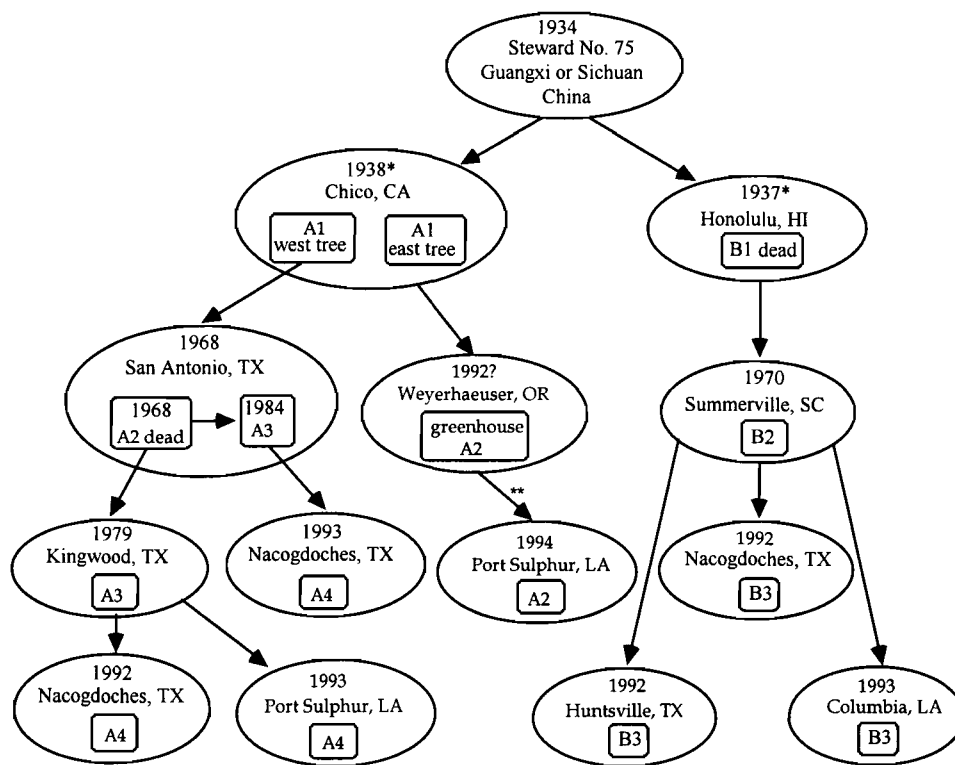 1934
Steward No. 75
Guangxi or Sichuan
China
1938*
Chico, CA
A1
west tree
A1
east tree
1937*
Honolulu, HI
B1 dead
1968
San Antonio, TX
1968
A2 dead
1984
A3
1992?
Weyerhaeuser, OR
greenhouse
A2
**
1970
Summerville, SC
B2
1979
Kingwood, TX
A3
1993
Nacogdoches, TX
A4
1994
Port Sulphur, LA
A2
1992
Nacogdoches, TX
B3
1992
Nacogdoches, TX
A4
1993
Port Sulphur, LA
A4
1992
Huntsville, TX
B3
1993
Columbia, LA
B3